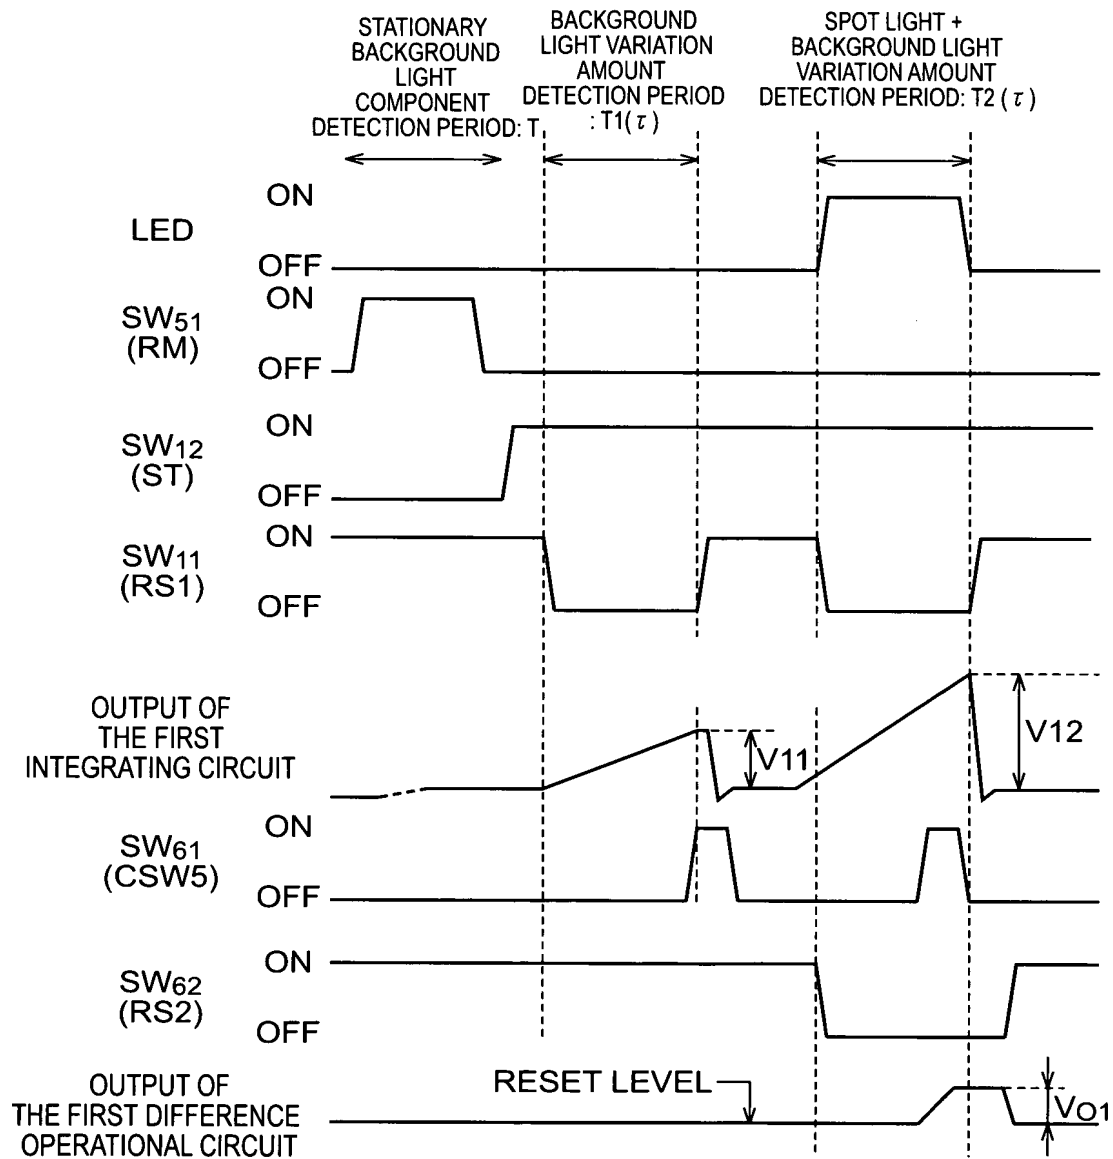 STATIONARY
BACKGROUND
LIGHT
COMPONENT
DETECTION PERIOD: T
BACKGROUND
LIGHT VARIATION
AMOUNT
DETECTION PERIOD
: T1(τ)
SPOT LIGHT +
BACKGROUND LIGHT
VARIATION AMOUNT
DETECTION PERIOD: T2 (τ)
LED
ON
OFF
SW51
(RM)
ON
OFF
SW12
(ST)
ON
OFF
SW11
(RS1)
ON
OFF
OUTPUT OF
THE FIRST
INTEGRATING CIRCUIT
V11
V12
SW61
(CSW5)
ON
OFF
SW62
(RS2)
ON
OFF
OUTPUT OF
THE FIRST DIFFERENCE
OPERATIONAL CIRCUIT
RESET LEVEL
VO1